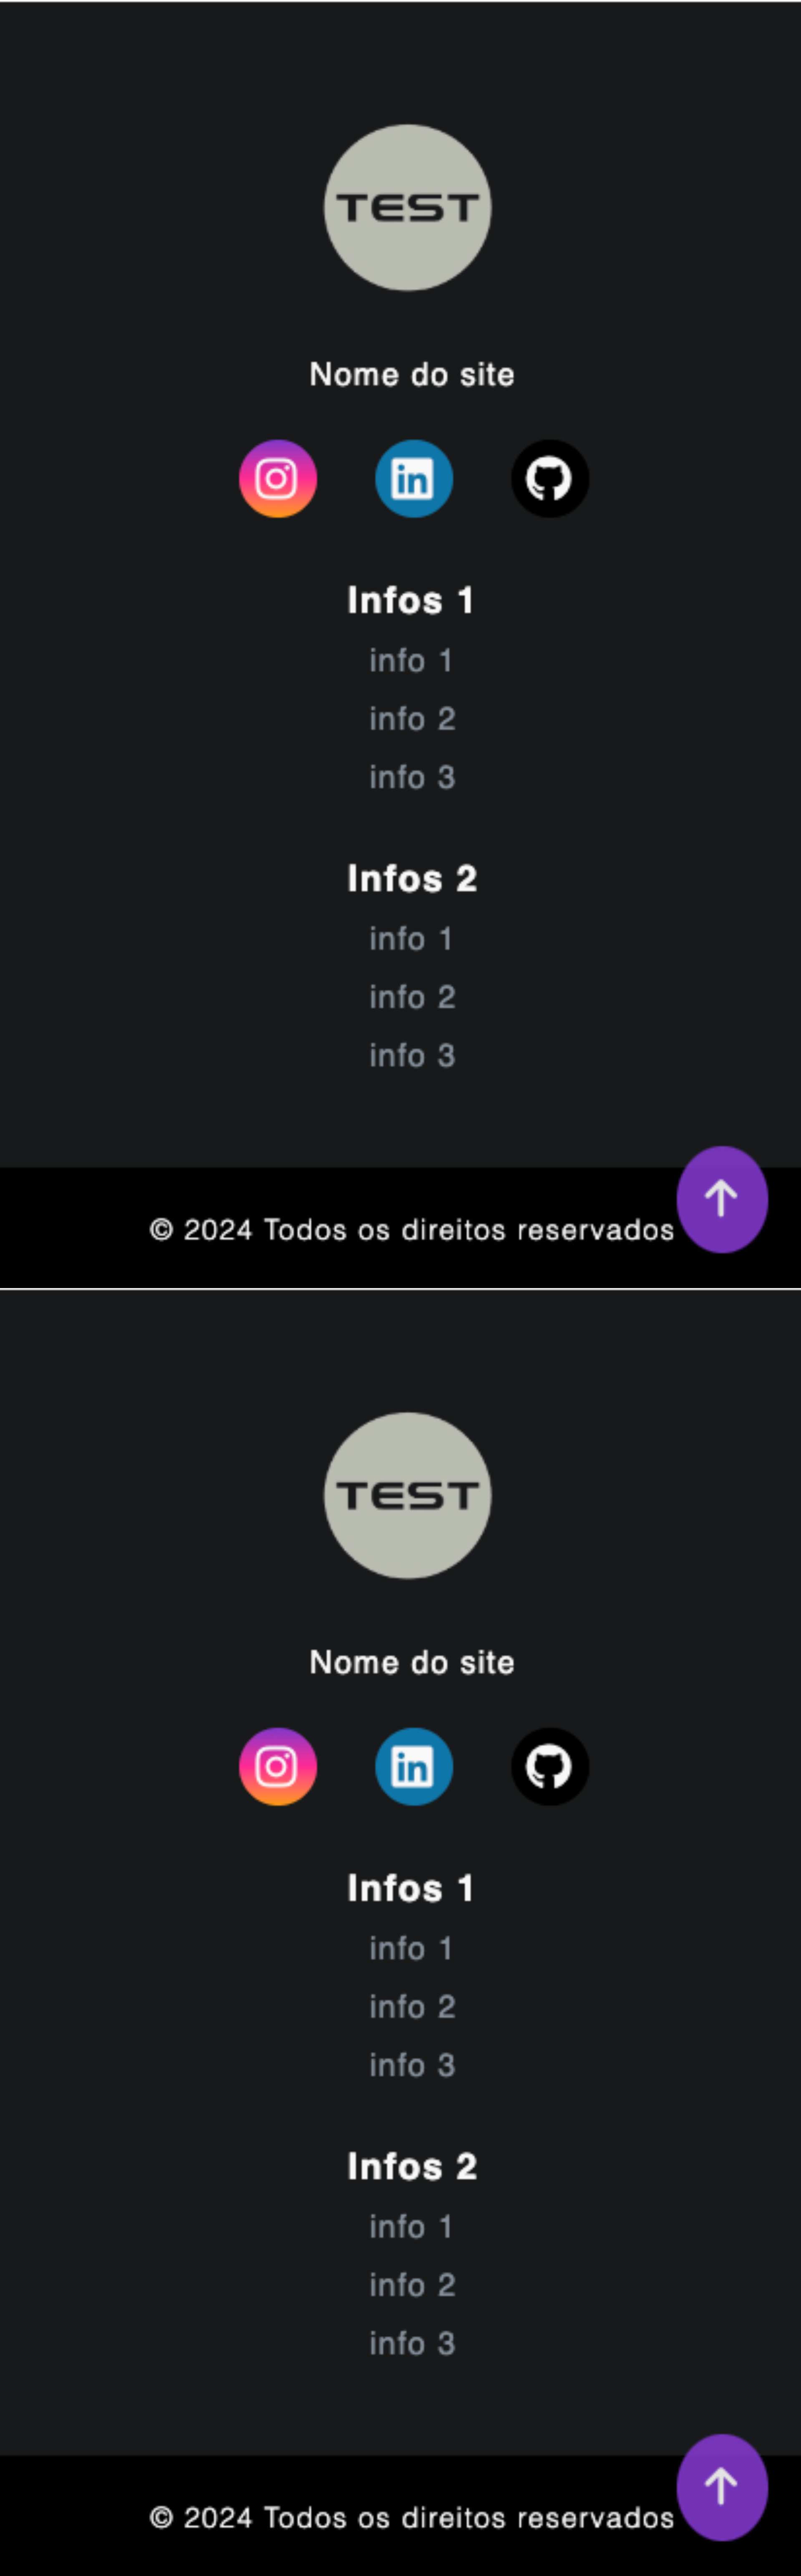 TEST
Nome do site
Infos 1
info 1
info 2
info 3
Infos 2
info 1
info 2
info 3
© 2024 Todos os direitos reservados
TEST
Nome do site
Infos 1
info 1
info 2
info 3
Infos 2
info 1
info 2
info 3
© 2024 Todos os direitos reservados